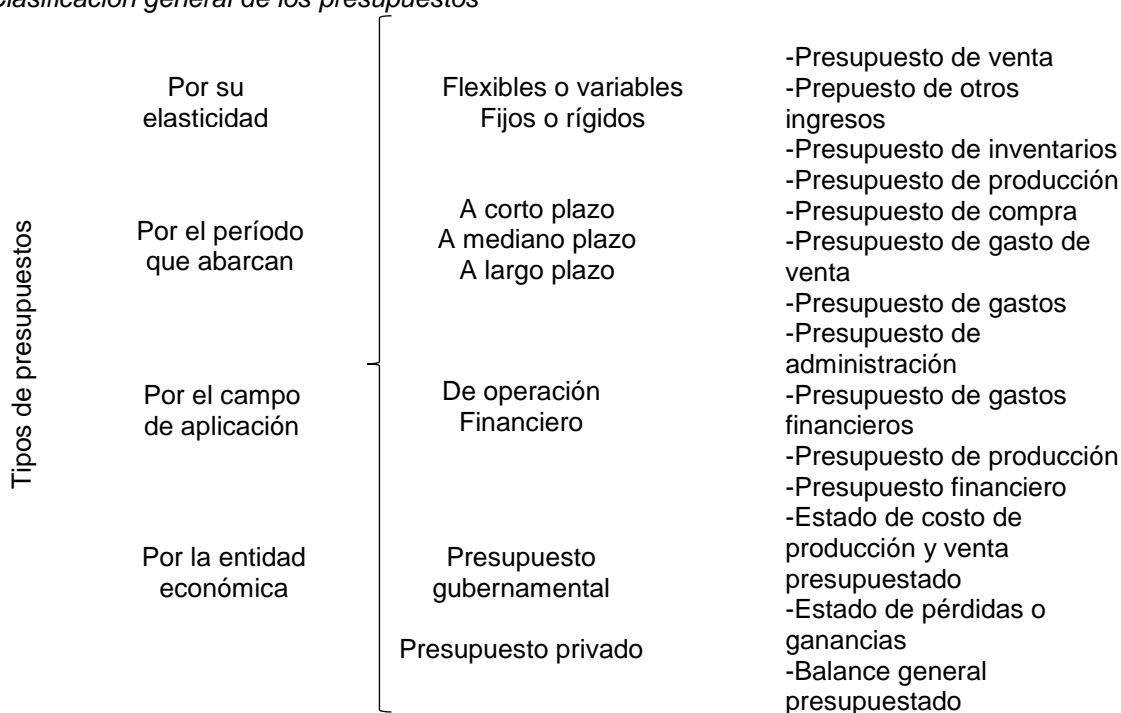 Clasificación general de los presupuestos
Tipos de presupuestos
Por su
elasticidad
Por el período
que abarcan
Por el campo
de aplicación
Por la entidad
económica
Flexibles o variables
Fijos o rígidos
A corto plazo
A mediano plazo
A largo plazo
De operación
Financiero
Presupuesto
gubernamental
Presupuesto privado
-Presupuesto de venta
-Prepuesto de otros
ingresos
-Presupuesto de inventarios
-Presupuesto de producción
-Presupuesto de compra
-Presupuesto de gasto de
venta
-Presupuesto de gastos
-Presupuesto de
administración
-Presupuesto de gastos
financieros
-Presupuesto de producción
-Presupuesto financiero
-Estado de costo de
producción y venta
presupuestado
-Estado de pérdidas o
ganancias
-Balance general
presupuestado